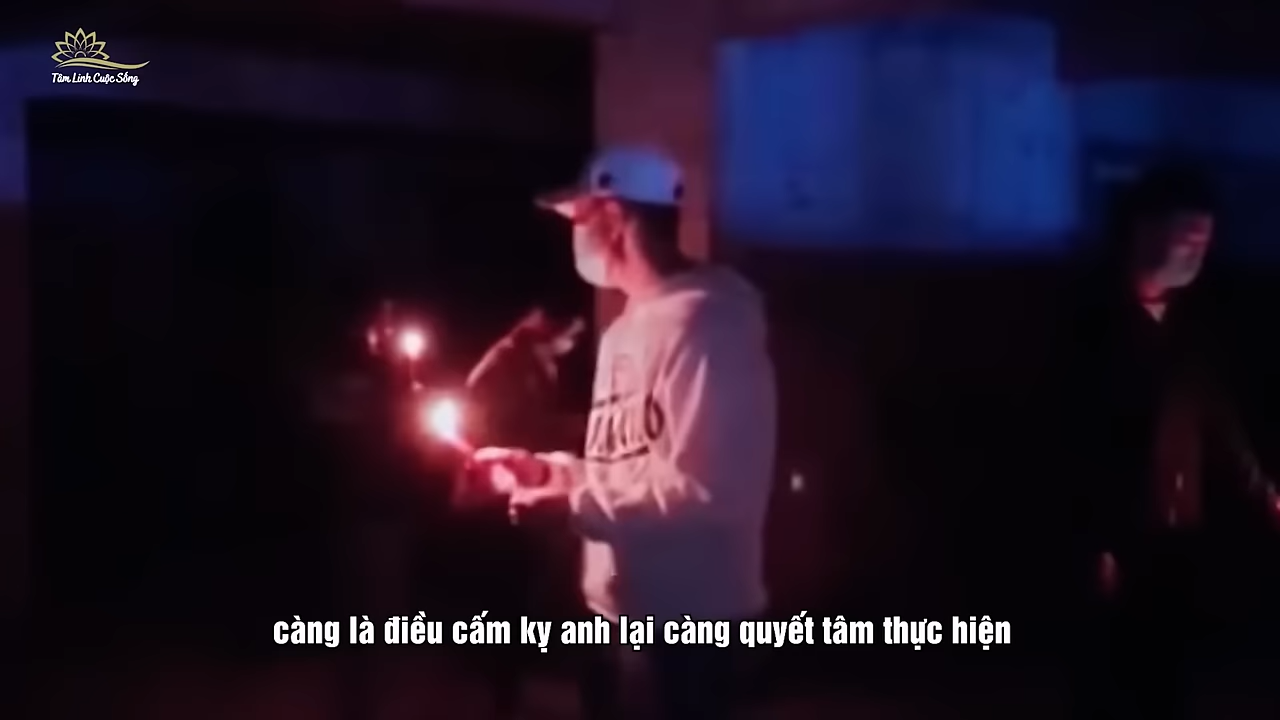 Tâm Linh Cuộc Sống
càng là điều cấm kỵ anh lại càng quyết tâm thực hiện